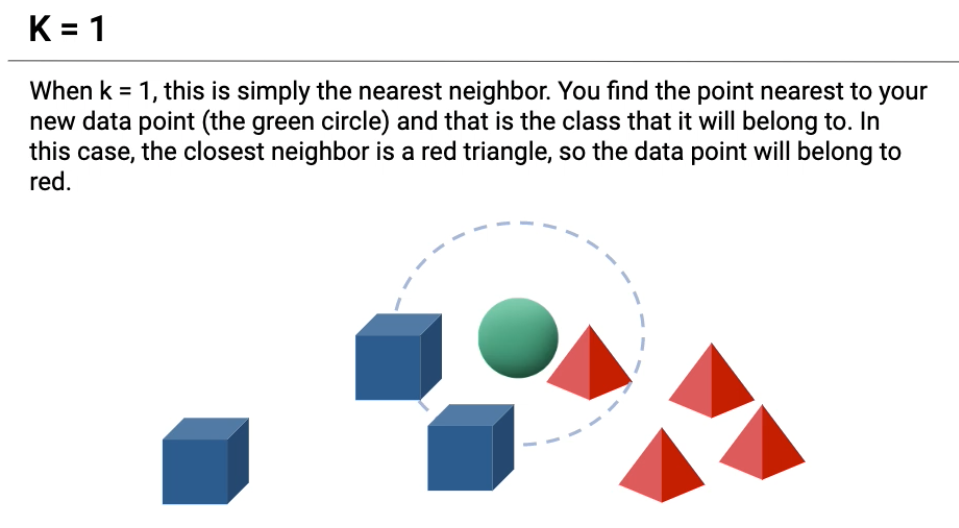 K = 1
When k = 1, this is simply the nearest neighbor. You find the point nearest to your
new data point (the green circle) and that is the class that it will belong to. In
this case, the closest neighbor is a red triangle, so the data point will belong to
red.